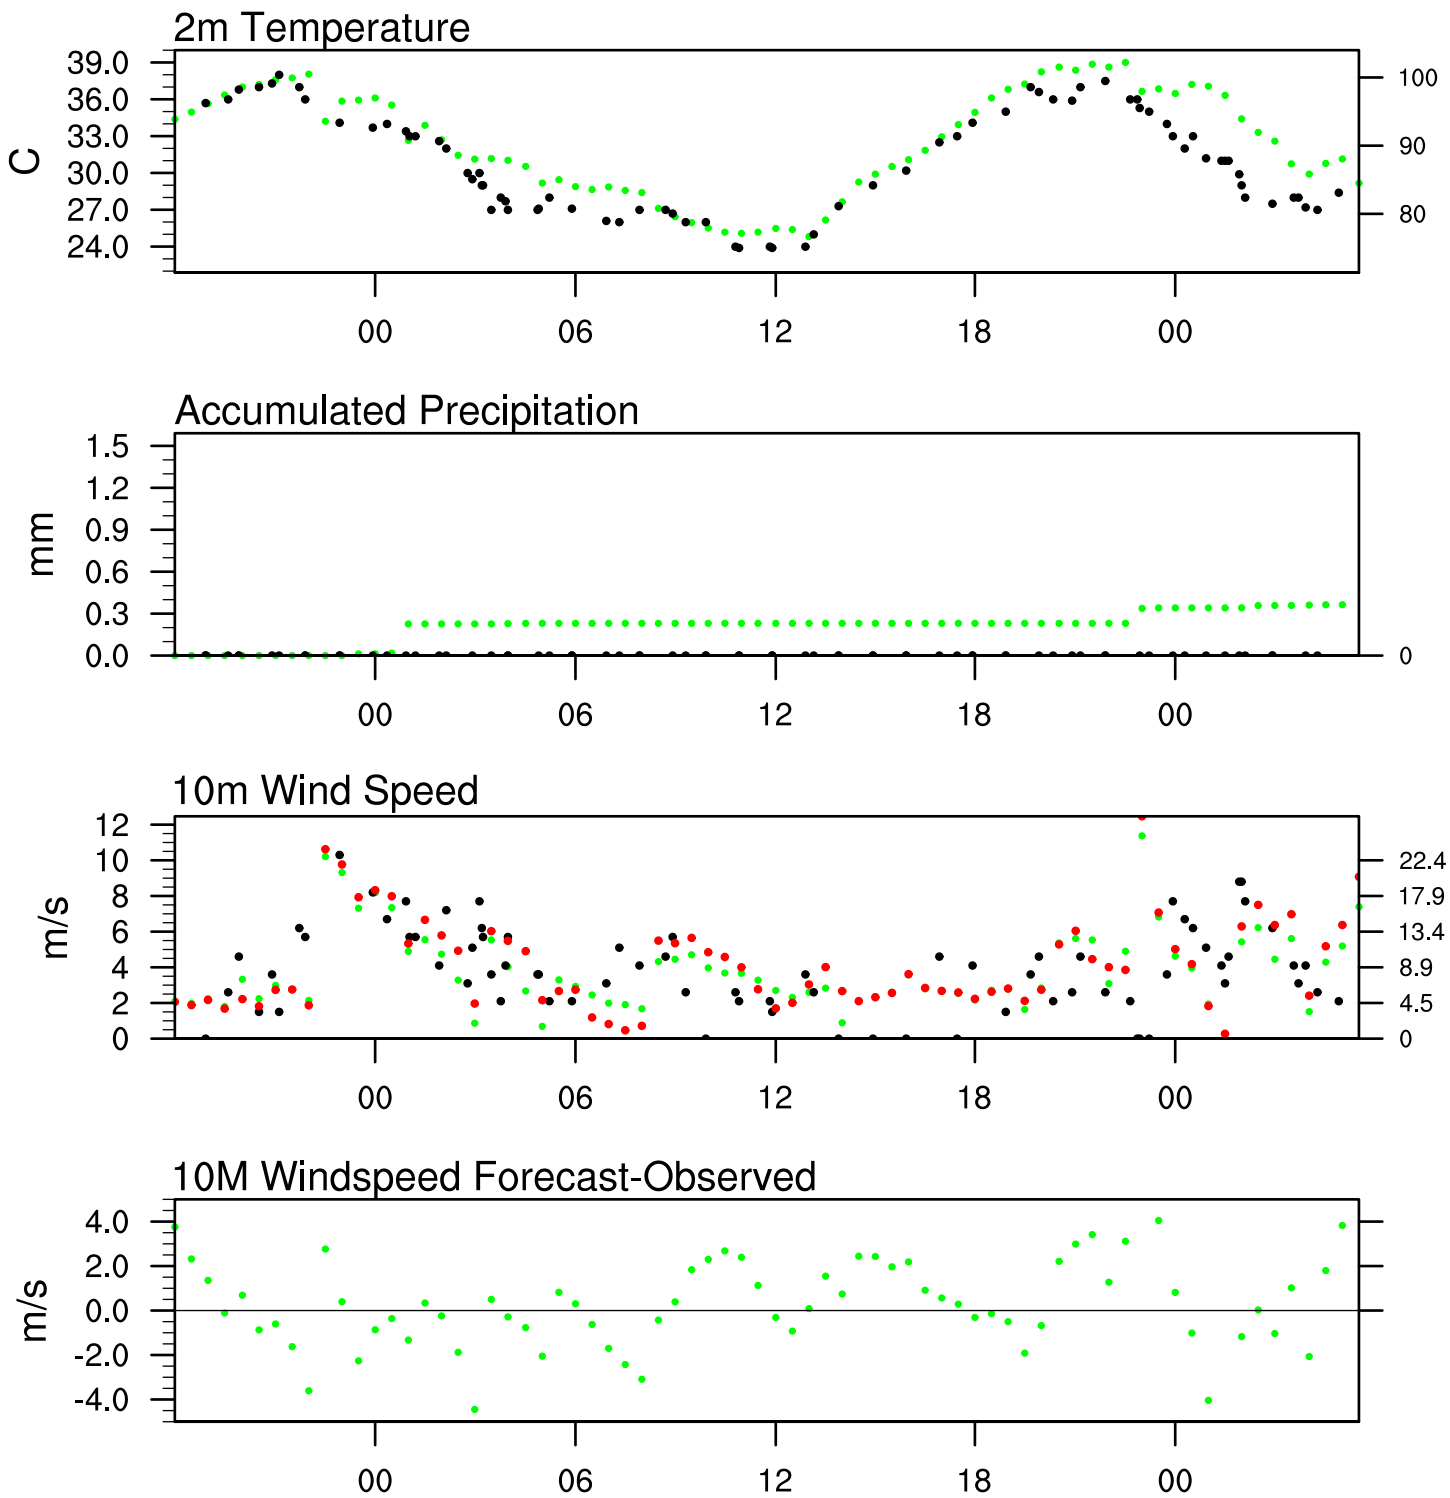 2m Temperature
39.0
36.0
33.0
30.0
27.0
24.0
C
100
90
80
00 06 12 18 00
Accumulated Precipitation
1.5
1.2
0.9
0.6
0.3
0.0
mm
0
00 06 12 18 00
10m Wind Speed
12
10
8
6
4
2
0
m/s
22.4
17.9
13.4
8.9
4.5
0
00 06 12 18 00
10M Windspeed Forecast-Observed
4.0
2.0
0.0
-2.0
-4.0
m/s
00 06 12 18 00